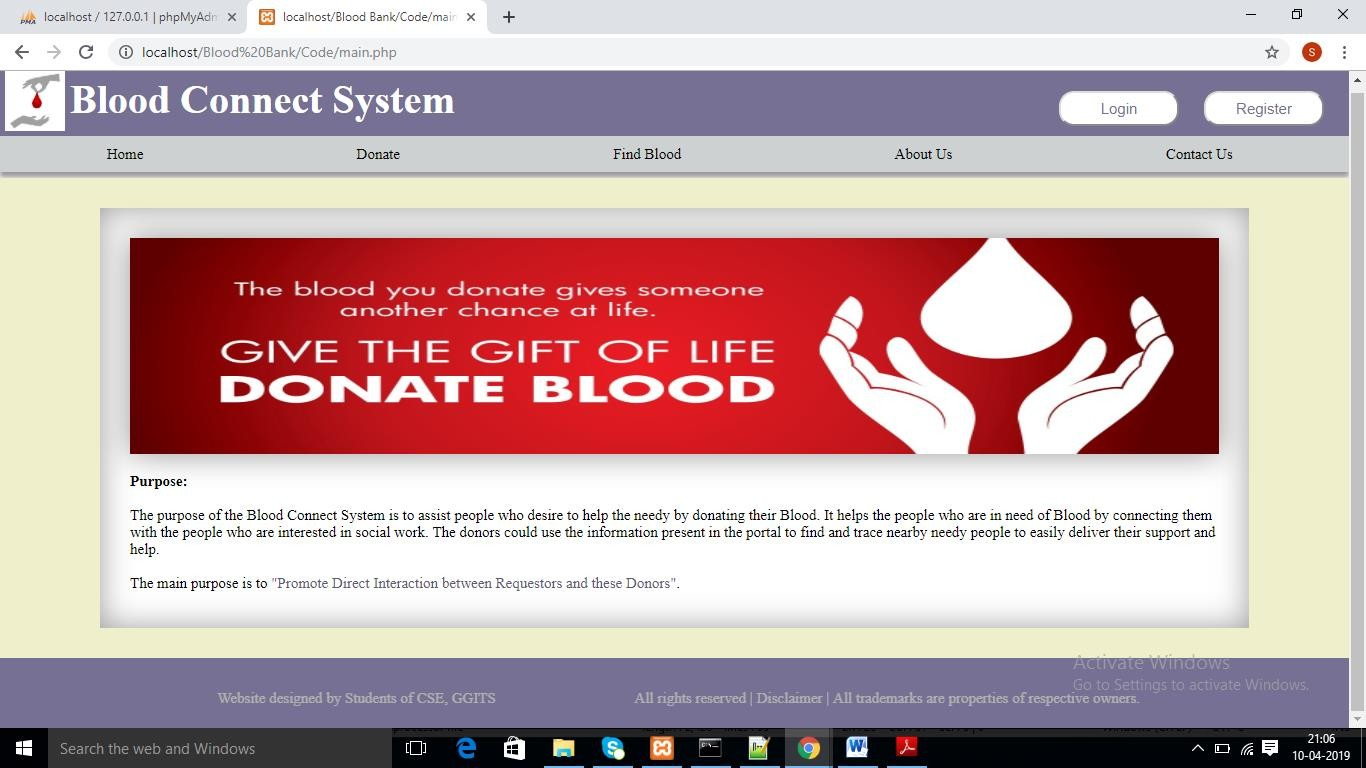 localhost / 127.0.0.1 | phpMyAdm
localhost/Blood Bank/Code/main
localhost/Blood%20Bank/Code/main.php
S
Blood Connect System
Login
Register
Home
Donate
Find Blood
About Us
Contact Us
The blood you donate gives someone
another chance at life.
GIVE THE GIFT OF LIFE
DONATE BLOOD
Purpose:
The purpose of the Blood Connect System is to assist people who desire to help the needy by donating their Blood. It helps the people who are in need of Blood by connecting them
with the people who are interested in social work. The donors could use the information present in the portal to find and trace nearby needy people to easily deliver their support and
help.
The main purpose is to "Promote Direct Interaction between Requestors and these Donors".
Activate Windows
Go to Settings to activate Windows.
Website designed by Students of CSE, GGITS
All rights reserved | Disclaimer | All trademarks are properties of respective owners.
Search the web and Windows
21:06
10-04-2019